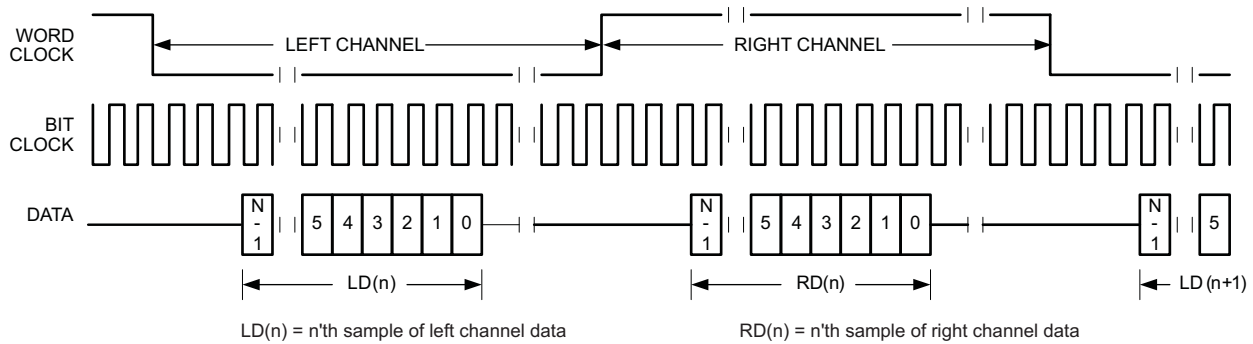 WORD
CLOCK
LEFT CHANNEL
RIGHT CHANNEL
BIT
CLOCK
DATA
N
-
1
5 4 3 2 1 0
N
-
1
5 4 3 2 1 0
N
-
1
5
LD(n)
RD(n)
LD (n+1)
LD(n) = n'th sample of left channel data
RD(n) = n'th sample of right channel data